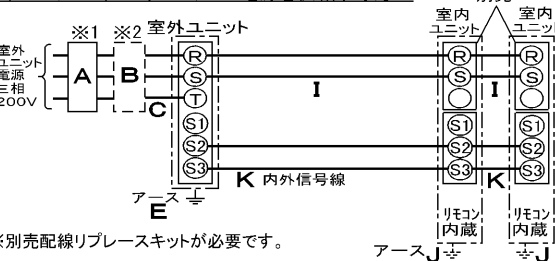 室内
ユニット
室内
ユニット
※1
※2
室外ユニット
室外
ユニット
電源
三相
200V
A
B
C
R
S
T
S1
S2
S3
I
R
S
S1
S2
S3
I
R
S
S1
S2
S3
K 内外信号線
K
アース
E
リモコン
内蔵
リモコン
内蔵
※別売配線リプレースキットが必要です。
アース J
J